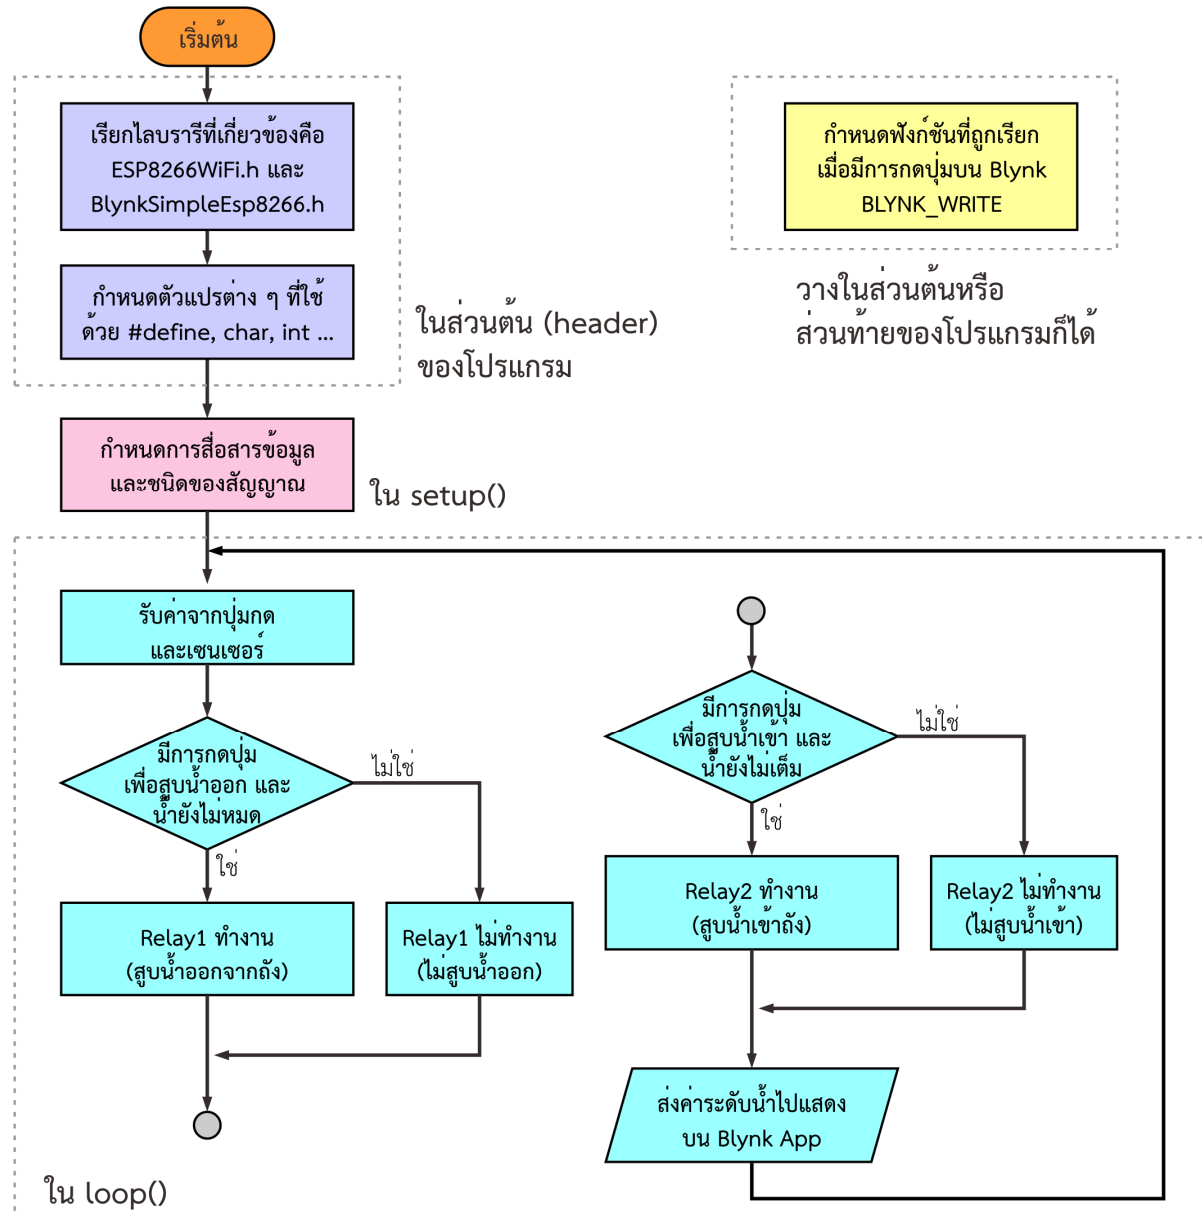 เริ่มต้น
เรียกไลบรารีที่เกี่ยวข้องคือ
ESP8266WiFi.h และ
BlynkSimpleEsp8266.h
กำหนดตัวแปรต่าง ๆ ที่ใช้
ด้วย #define, char, int ...
ในส่วนต้น (header)
ของโปรแกรม
กำหนดฟังก์ชันที่ถูกเรียก
เมื่อมีการกดปุ่มบน Blynk
BLYNK_WRITE
วางในส่วนต้นหรือ
ส่วนท้ายของโปรแกรมก็ได้
กำหนดการสื่อสารข้อมูล
และชนิดของสัญญาณ
ใน setup()
รับค่าจากปุ่มกด
และเซนเซอร์
มีการกดปุ่ม
เพื่อสูบน้ำออก และ
น้ำยังไม่หมด
ไม่ใช่
ใช่
Relay1 ทำงาน
(สูบน้ำออกจากถัง)
Relay1 ไม่ทำงาน
(ไม่สูบน้ำออก)
มีการกดปุ่ม
เพื่อสูบน้ำเข้า และ
น้ำยังไม่เต็ม
ไม่ใช่
ใช่
Relay2 ทำงาน
(สูบน้ำเข้าถัง)
Relay2 ไม่ทำงาน
(ไม่สูบน้ำเข้า)
ส่งค่าระดับน้ำไปแสดง
บน Blynk App
ใน loop()